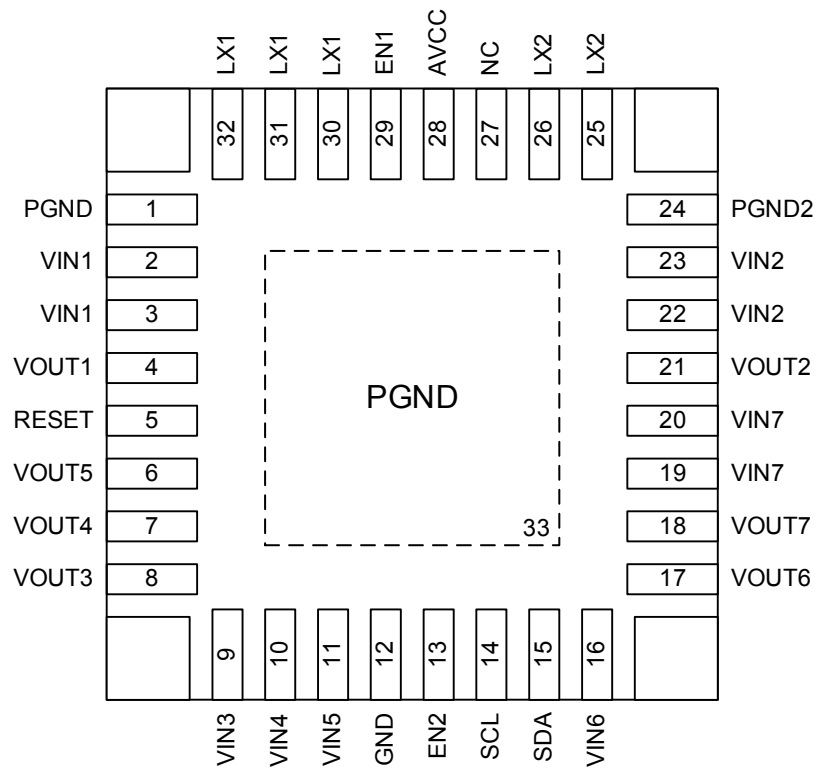 LX1 LX1 LX1 EN1 AVCC NC LX2 LX2
32 31 30 29 28 27 26 25
PGND 1 24 PGND2
VIN1 2 23 VIN2
VIN1 3 22 VIN2
VOUT1 4 21 VOUT2
PGND
RESET 5 20 VIN7
VOUT5 6 19 VIN7
VOUT4 7 33 18 VOUT7
VOUT3 8 17 VOUT6
9 10 11 12 13 14 15 16
VIN3 VIN4 VIN5 GND EN2 SCL SDA VIN6